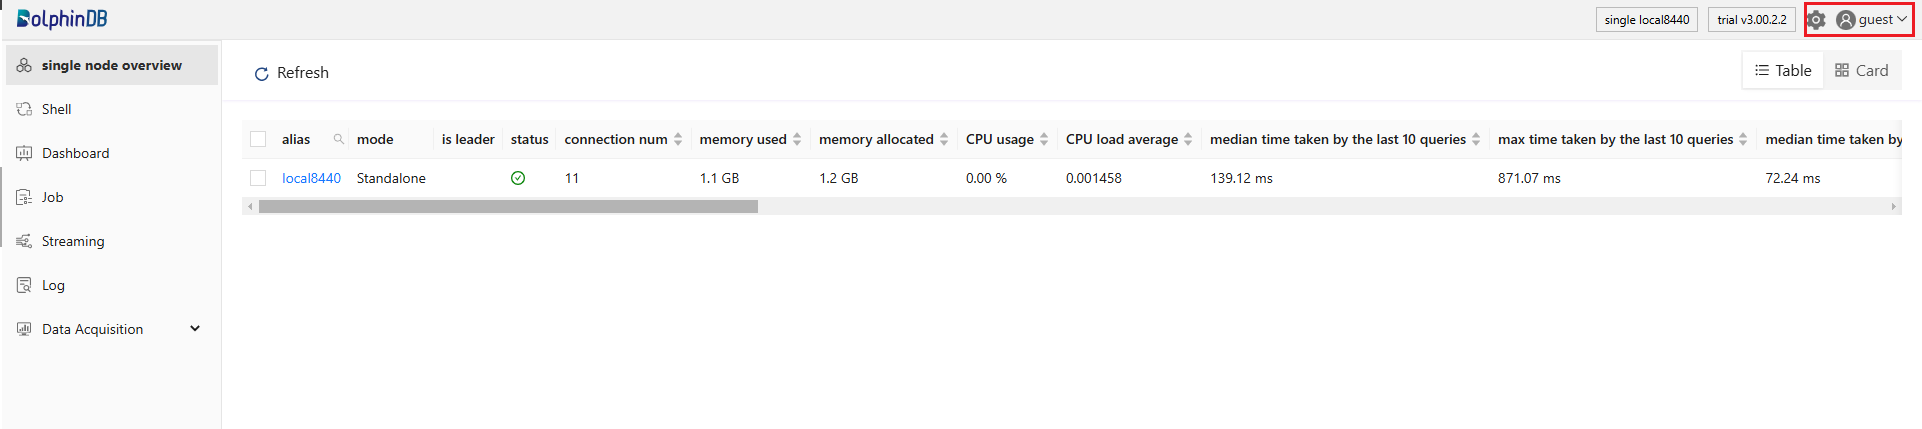 DolphinDB
single local8440 trial v3.00.2.2 guest
single node overview
Shell
Dashboard
Job
Streaming
Log
Data Acquisition
Refresh
Table Card
alias mode is leader status connection num memory used memory allocated CPU usage CPU load average median time taken by the last 10 queries max time taken by the last 10 queries median time taken by
local8440 Standalone 11 1.1 GB 1.2 GB 0.00 % 0.001458 139.12 ms 871.07 ms 72.24 ms